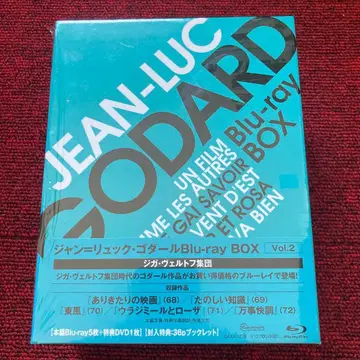 JEAN-LUC
GODARD
Blu-ray
BOX
UN FILM
ME LES AUTRES
GAI SAVOIR
VENT D'EST
ET ROSA
VA BIEN
ジャン=リュック・ゴダールBlu-ray BOX Vol.2
ジガ・ヴェルトフ集団
ジガ・ヴェルトフ集団時代のゴダール作品がお買い得価格のブルーレイで登場!
収録作品
「ありきたりの映画」(68) 「たのしい知識」(69)
「東風」(70) 「ウラジミールとローザ」(71) 「万事快調」(72)
【本編Blu-ray5枚+特典DVD1枚】【封入特典:36pブックレット】
Blu-ray